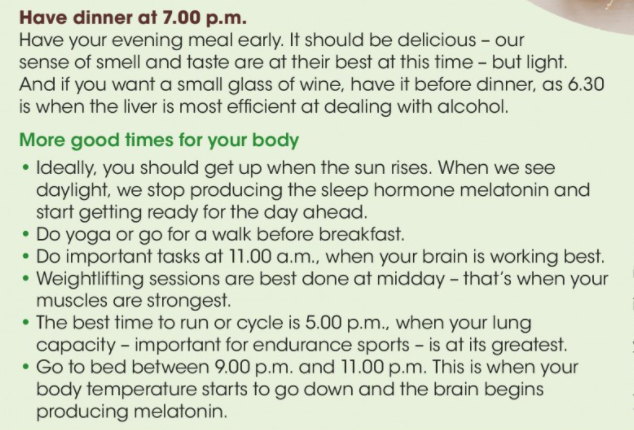 Have dinner at 7.00 p.m.
Have your evening meal early. It should be delicious – our
sense of smell and taste are at their best at this time – but light.
And if you want a small glass of wine, have it before dinner, as 6.30
is when the liver is most efficient at dealing with alcohol.
More good times for your body
• Ideally, you should get up when the sun rises. When we see
daylight, we stop producing the sleep hormone melatonin and
start getting ready for the day ahead.
• Do yoga or go for a walk before breakfast.
• Do important tasks at 11.00 a.m., when your brain is working best.
• Weightlifting sessions are best done at midday – that's when your
muscles are strongest.
• The best time to run or cycle is 5.00 p.m., when your lung
capacity – important for endurance sports – is at its greatest.
• Go to bed between 9.00 p.m. and 11.00 p.m. This is when your
body temperature starts to go down and the brain begins
producing melatonin.